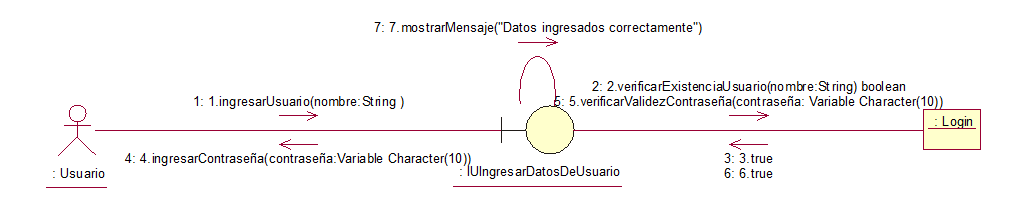 7: 7.mostrarMensaje("Datos ingresados correctamente")
2: 2.verificarExistenciaUsuario(nombre:String) boolean
1: 1.ingresarUsuario(nombre:String )
5: 5.verificarValidezContraseña(contraseña: Variable Character(10))
: Login
4: 4.ingresarContraseña(contraseña:Variable Character(10))
3: 3.true
6: 6.true
: Usuario
: IUIngresarDatosDeUsuario